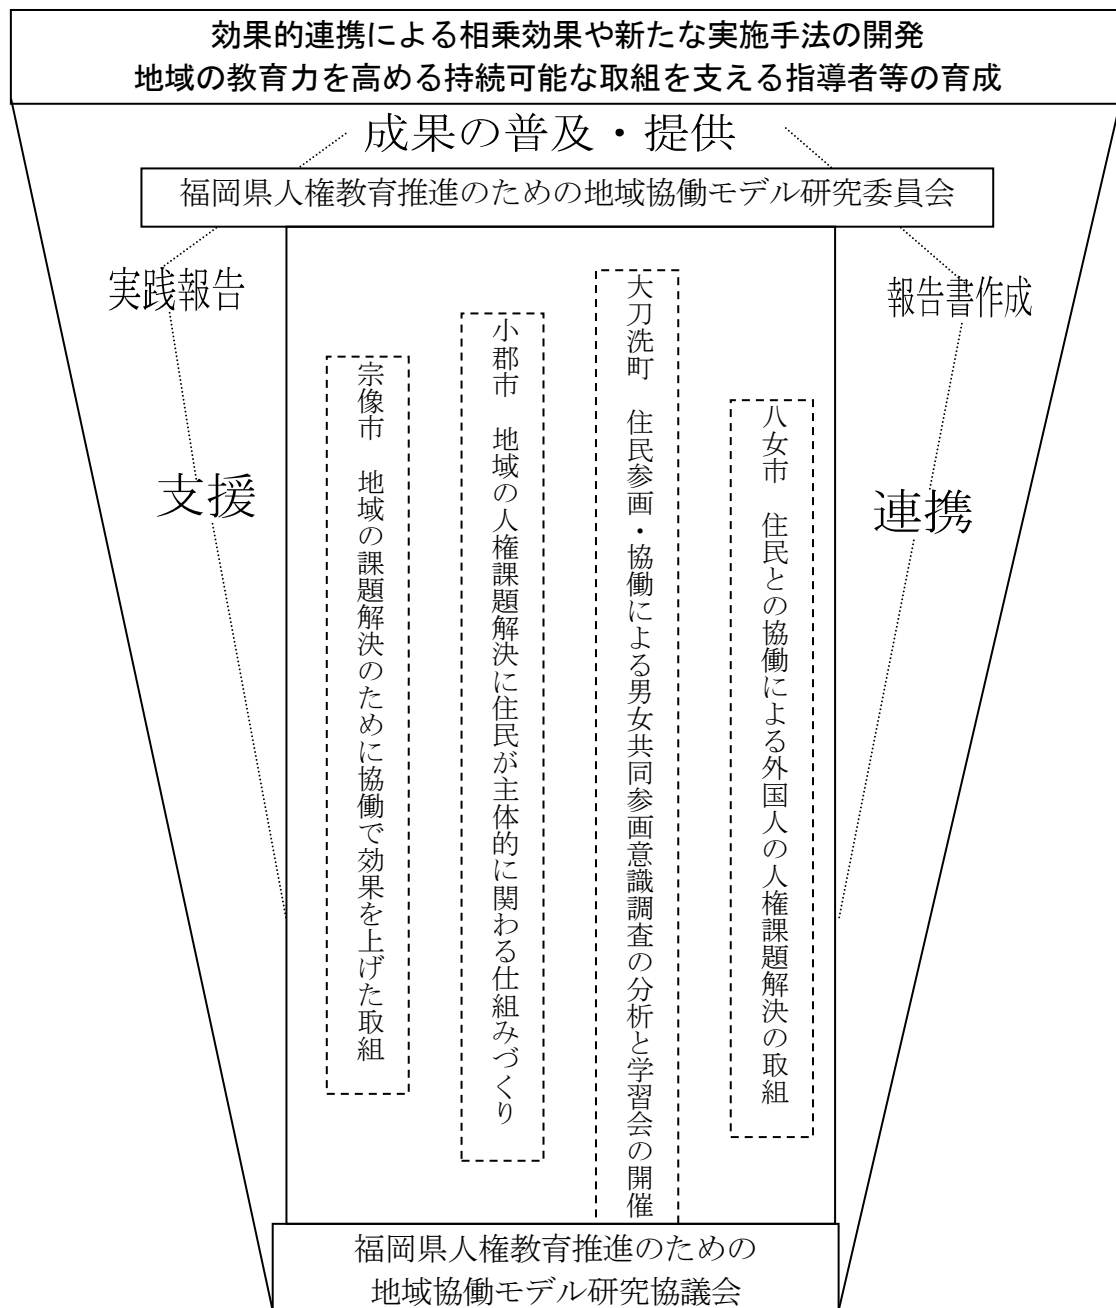 効果的連携による相乗効果や新たな実施手法の開発
地域の教育力を高める持続可能な取組を支える指導者等の育成
成果の普及・提供
福岡県人権教育推進のための地域協働モデル研究委員会
実践報告
報告書作成
支援
連携
八女市　住民との協働による外国人の人権課題解決の取組
大刀洗町　住民参画・協働による男女共同参画意識調査の分析と学習会の開催
小郡市　地域の人権課題解決に住民が主体的に関わる仕組みづくり
宗像市　地域の課題解決のために協働で効果を上げた取組
福岡県人権教育推進のための
地域協働モデル研究協議会